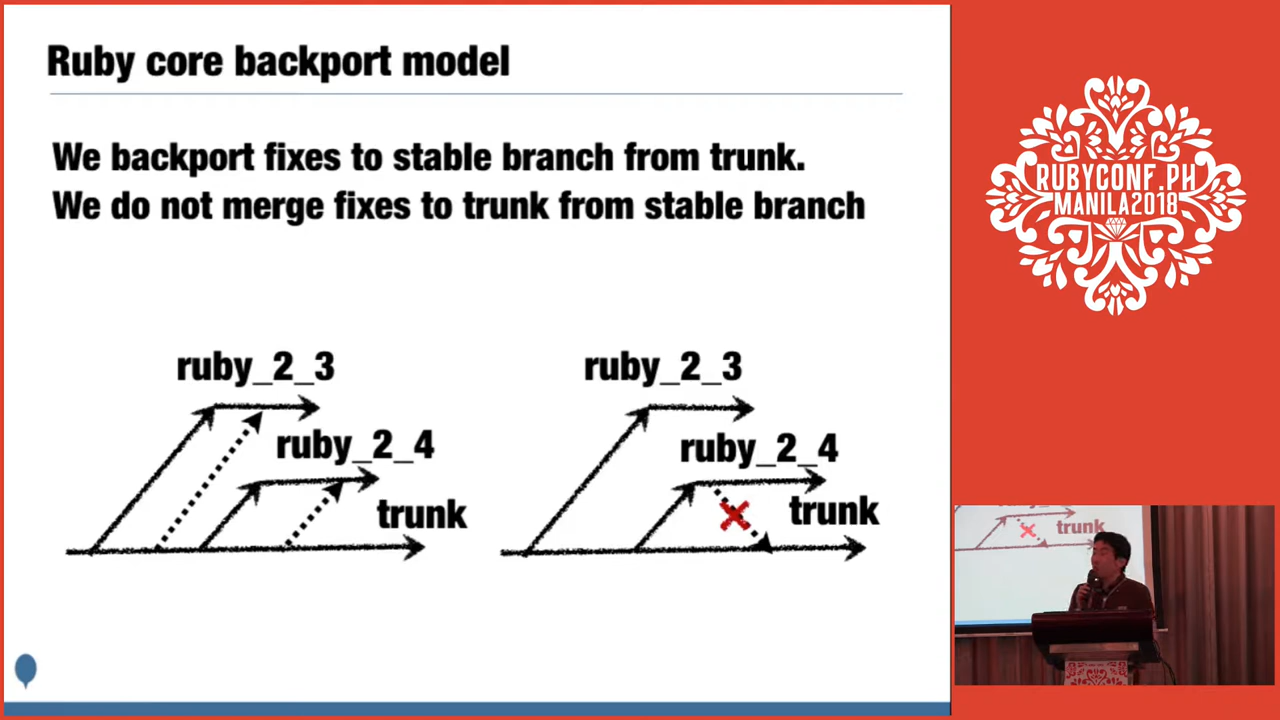 Ruby core backport model
We backport fixes to stable branch from trunk.
We do not merge fixes to trunk from stable branch
ruby_2_3
ruby_2_4
trunk
ruby_2_3
ruby_2_4
trunk
RUBYCONF.PH
MANILA2018
trunk